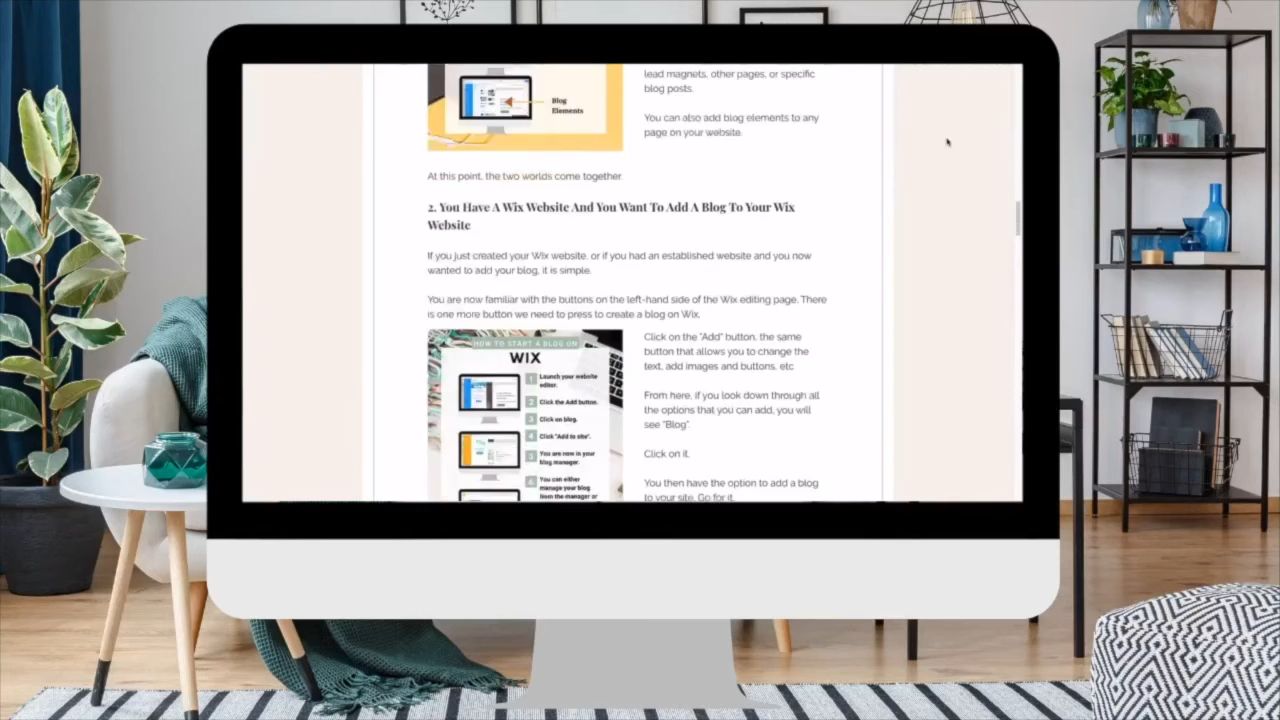 lead magnets, other pages, or specific
blog posts.
Blog
Elements
You can also add blog elements to any
page on your website.
At this point, the two worlds come together.
2. You Have A Wix Website And You Want To Add A Blog To Your Wix
Website
If you just created your Wix website, or if you had an established website and you now
wanted to add your blog, it is simple.
You are now familiar with the buttons on the left-hand side of the Wix editing page. There
is one more button we need to press to create a blog on Wix.
HOW TO START A BLOG ON
WIX
1 Launch your website
editor.
2 Click the Add button.
3 Click on blog.
4 Click "Add to site".
5 You are now in your
blog manager.
6 You can either
manage your blog
from the manager or
Click on the "Add" button, the same
button that allows you to change the
text, add images and buttons, etc
From here, if you look down through all
the options that you can add, you will
see "Blog".
Click on it.
You then have the option to add a blog
to your site. Go for it.